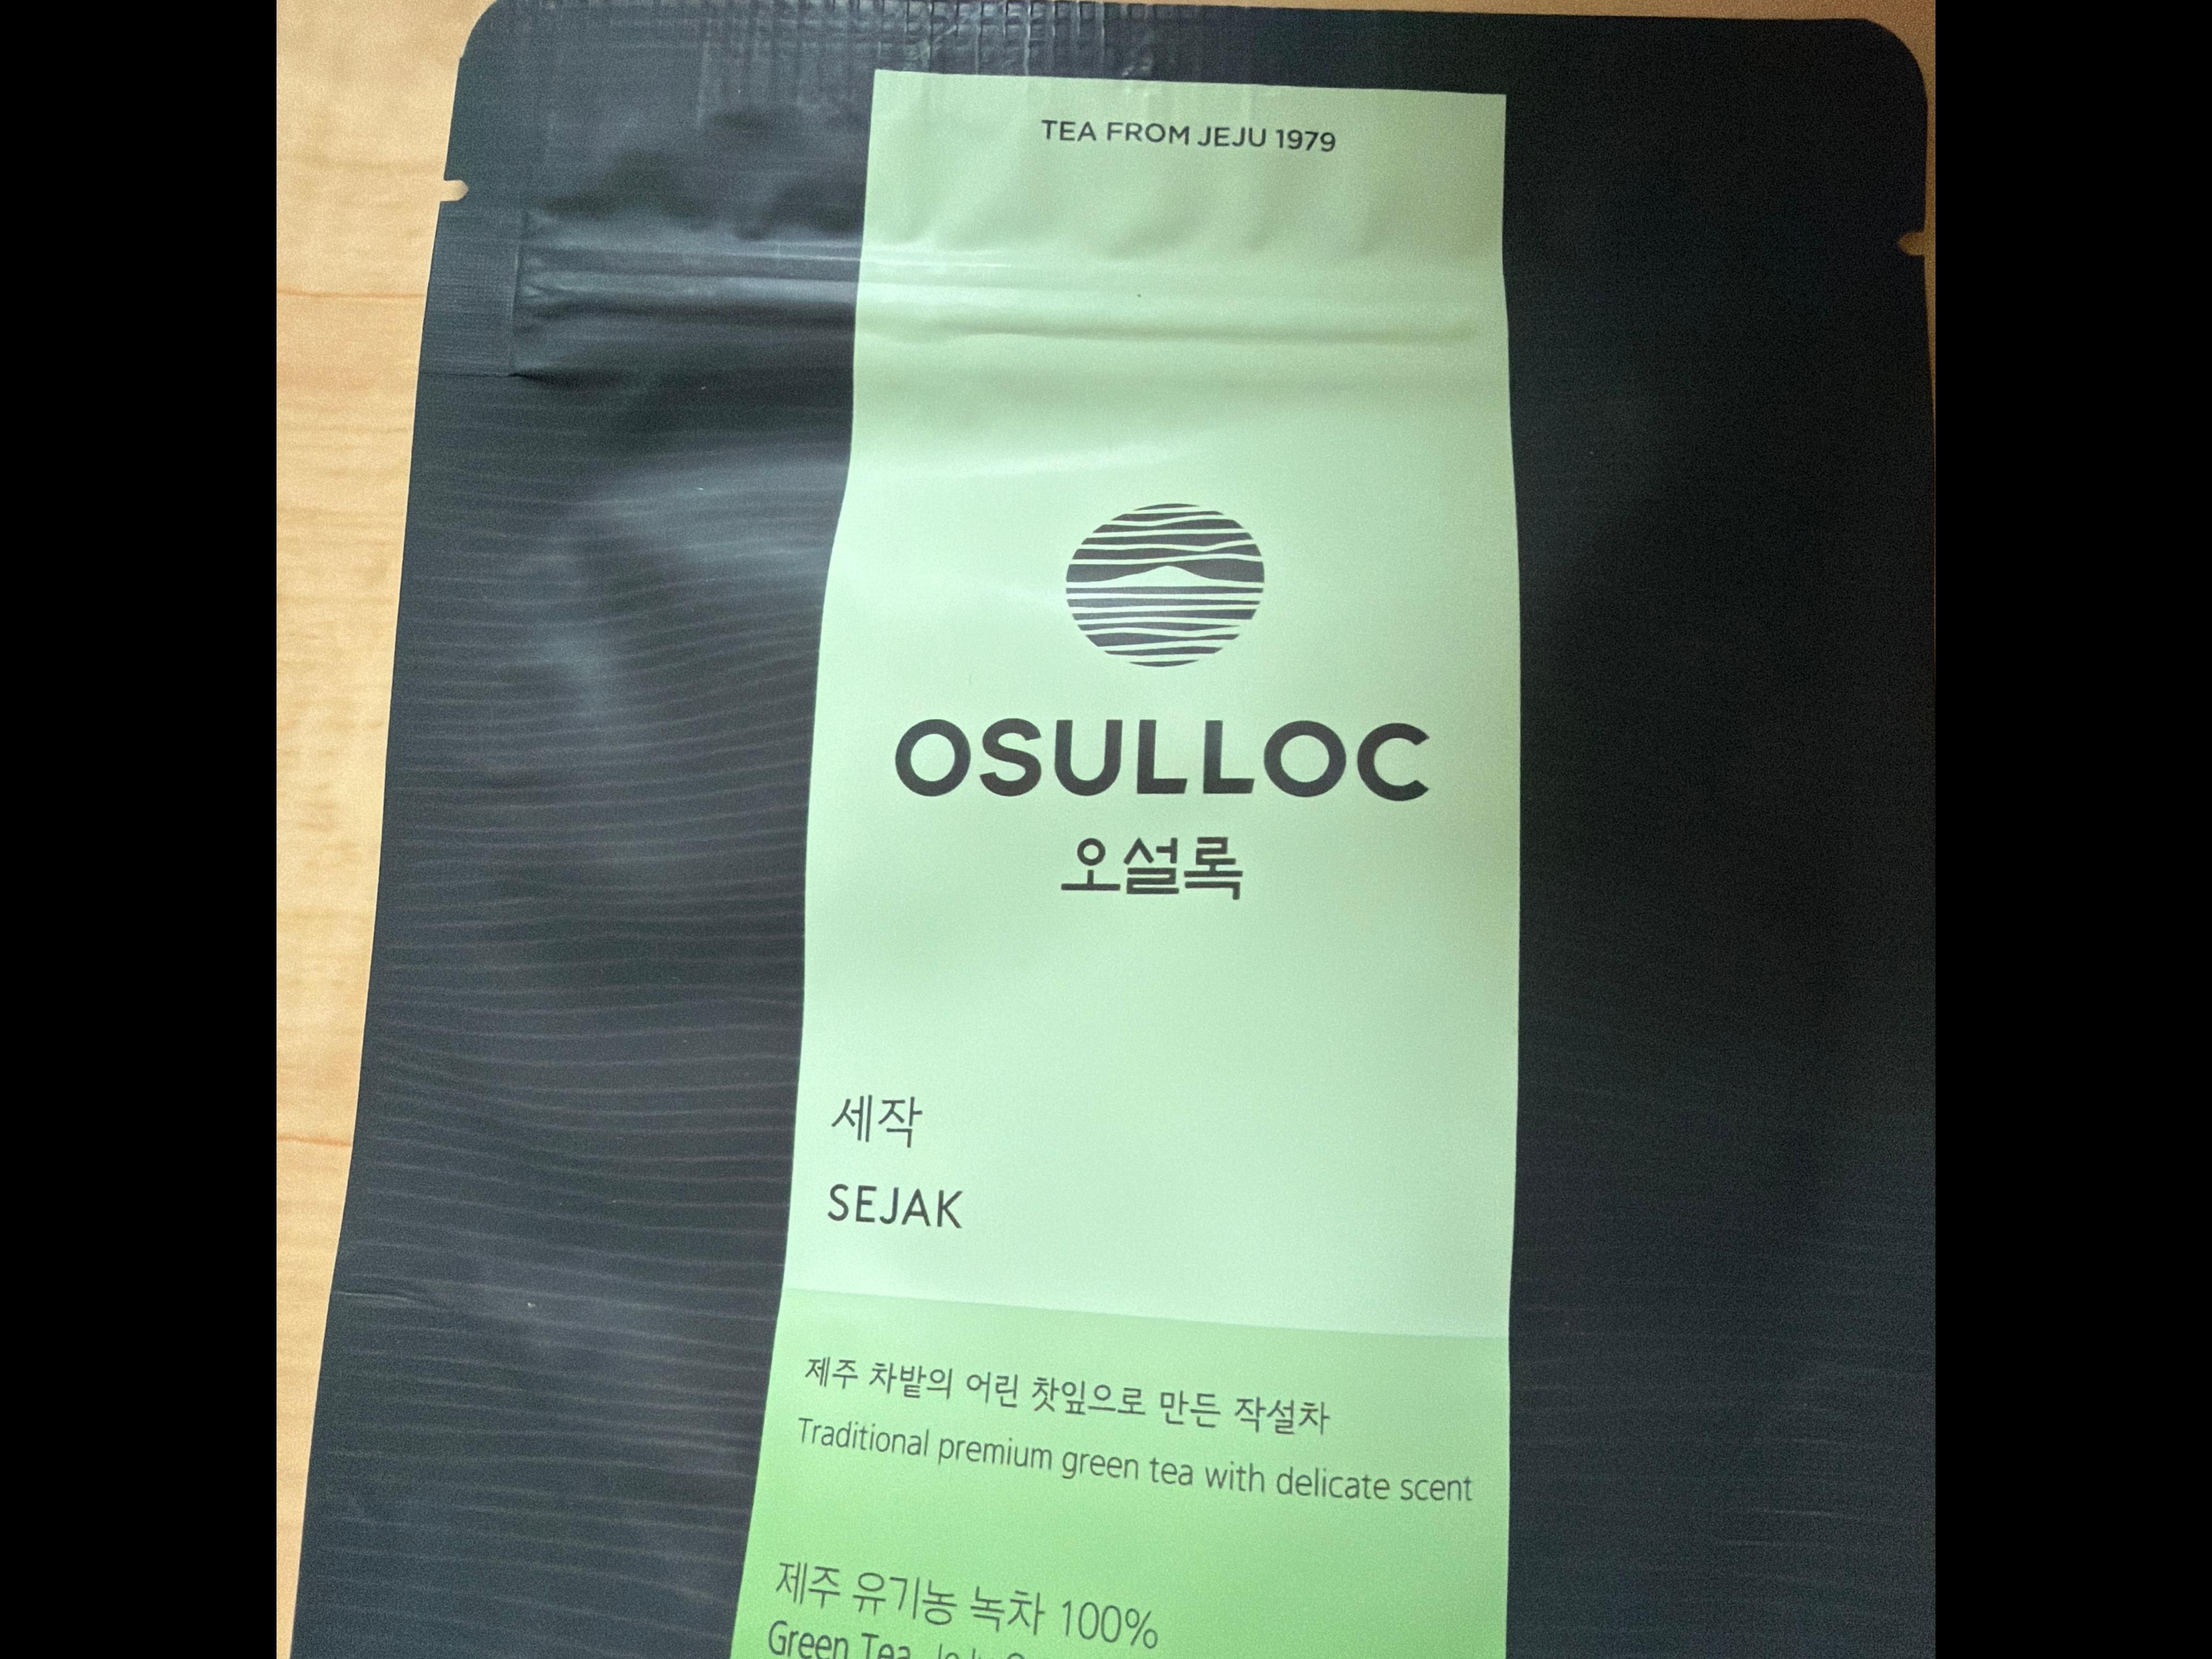 TEA FROM JEJU 1979
OSULLOC
오설록
세작
SEJAK
제주 차밭의 어린 찻잎으로 만든 작설차
Traditional premium green tea with delicate scent
제주 유기농 녹차 100%
Green Tea